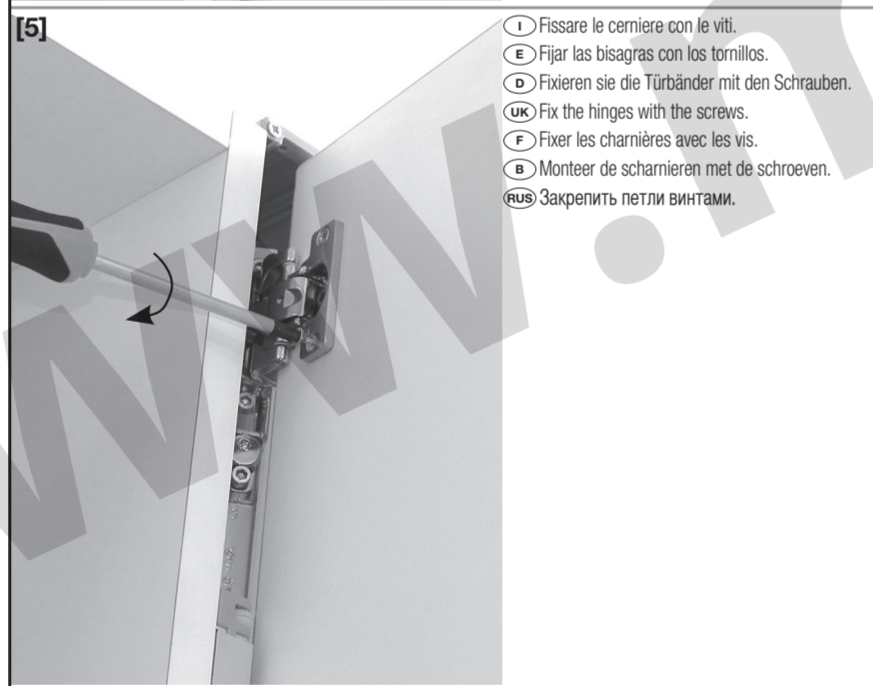 [5]
I Fissare le cerniere con le viti.
E Fijar las bisagras con los tornillos.
D Fixieren sie die Türbänder mit den Schrauben.
UK Fix the hinges with the screws.
F Fixer les charnières avec les vis.
B Monteer de scharnieren met de schroeven.
RUS Закрепить петли винтами.
www.m